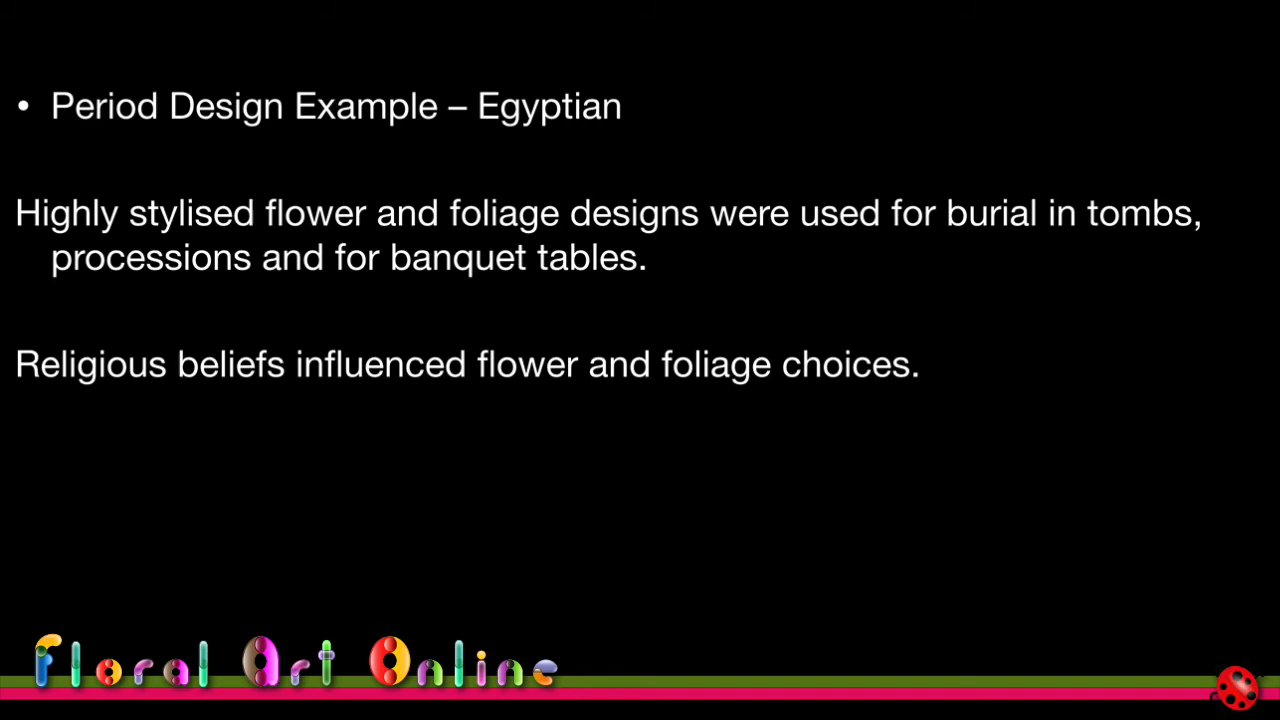 • Period Design Example – Egyptian
Highly stylised flower and foliage designs were used for burial in tombs,
processions and for banquet tables.
Religious beliefs influenced flower and foliage choices.
Floral Art Online